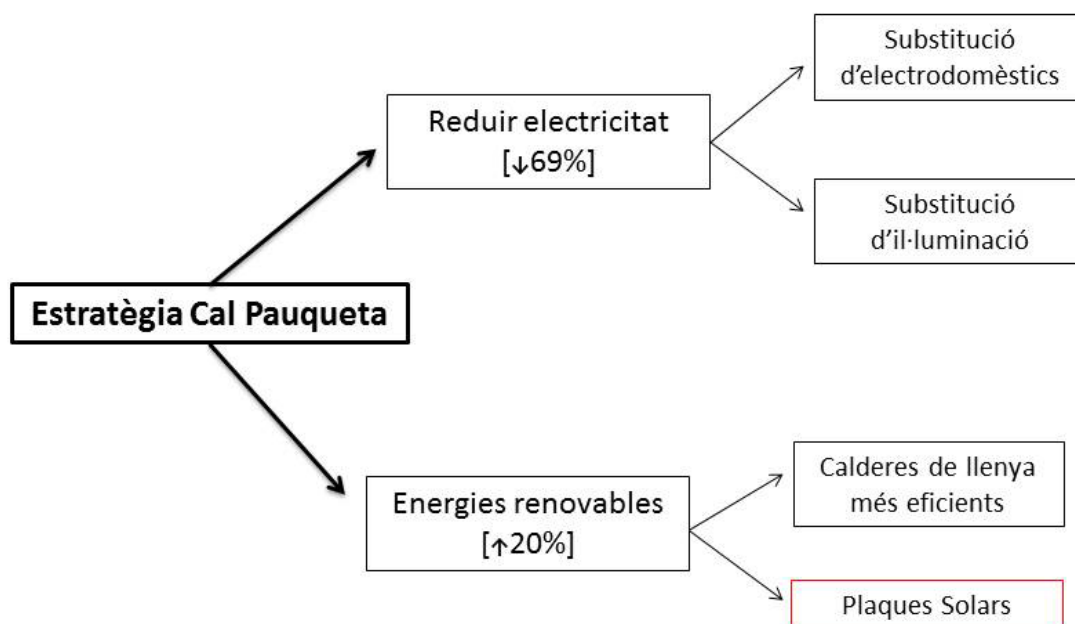 Substitució
d’electrodomèstics
Reduir electricitat
[↓69%]
Substitució
d’il·luminació
Estratègia Cal Pauqueta
Calderes de llenya
més eficients
Energies renovables
[↑20%]
Plaques Solars